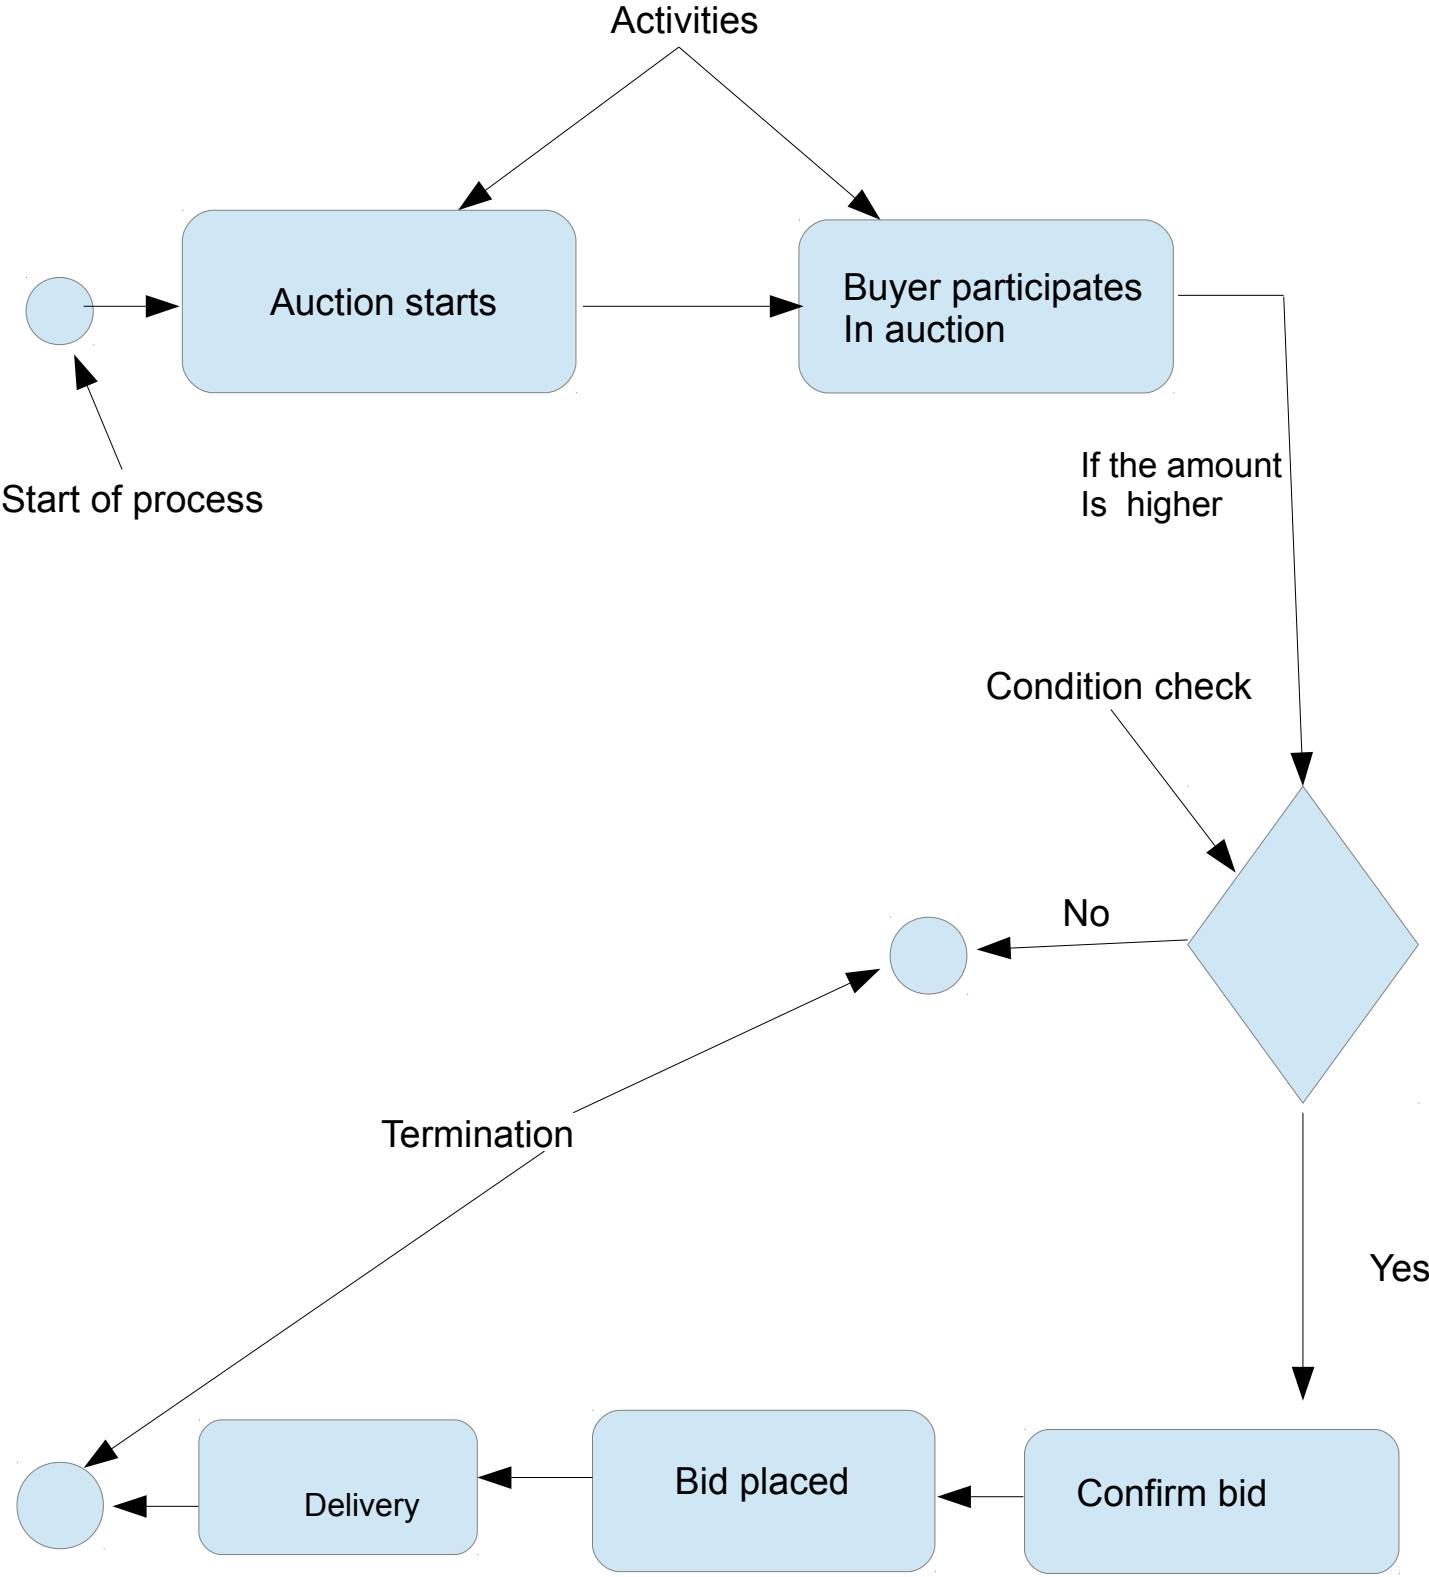 Activities
Auction starts
Buyer participates
In auction
Start of process
If the amount
Is  higher
Condition check
No
Termination
Yes
Delivery
Bid placed
Confirm bid